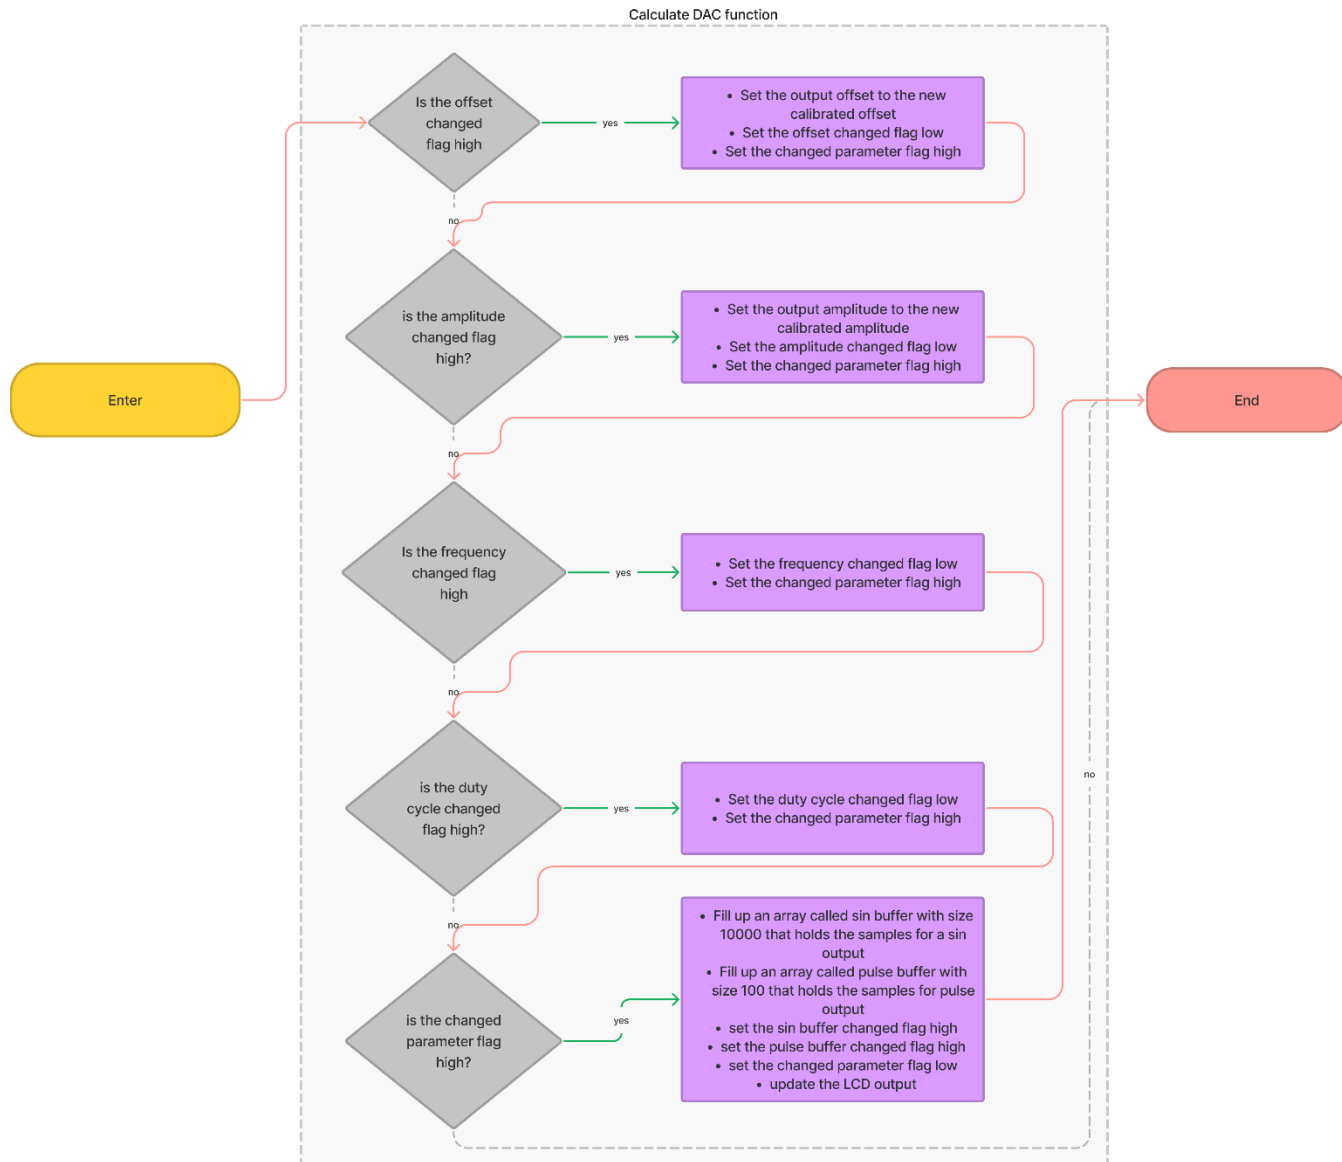 Calculate DAC function
Is the offset
changed
flag high
yes
• Set the output offset to the new
calibrated offset
• Set the offset changed flag low
• Set the changed parameter flag high
no
is the amplitude
changed flag
high?
yes
• Set the output amplitude to the new
calibrated amplitude
• Set the amplitude changed flag low
• Set the changed parameter flag high
Enter
End
no
Is the frequency
changed flag
high
yes
• Set the frequency changed flag low
• Set the changed parameter flag high
no
is the duty
cycle changed
flag high?
yes
• Set the duty cycle changed flag low
• Set the changed parameter flag high
no
no
is the changed
parameter flag
high?
yes
• Fill up an array called sin buffer with size
10000 that holds the samples for a sin
output
• Fill up an array called pulse buffer with
size 100 that holds the samples for pulse
output
• set the sin buffer changed flag high
• set the pulse buffer changed flag high
• set the changed parameter flag low
• update the LCD output